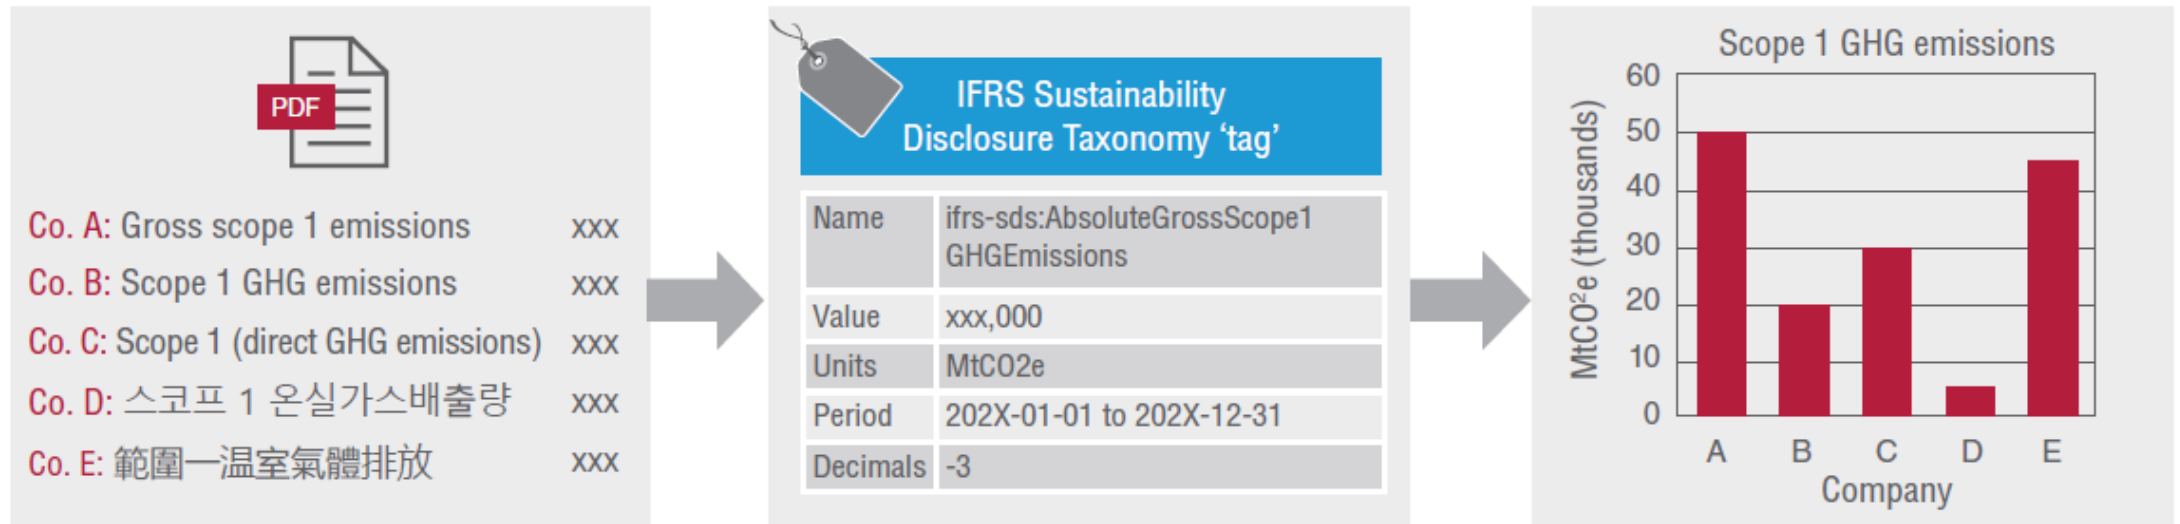 PDF
Co. A: Gross scope 1 emissions xxx
Co. B: Scope 1 GHG emissions xxx
Co. C: Scope 1 (direct GHG emissions) xxx
Co. D: 스코프 1 온실가스배출량 xxx
Co. E: 範圍一温室氣體排放 xxx
IFRS Sustainability
Disclosure Taxonomy ‘tag’
Name ifrs-sds:AbsoluteGrossScope1
GHGEmissions
Value xxx,000
Units MtCO2e
Period 202X-01-01 to 202X-12-31
Decimals -3
Scope 1 GHG emissions
MtCO²e (thousands)
60
50
40
30
20
10
0
A B C D E
Company